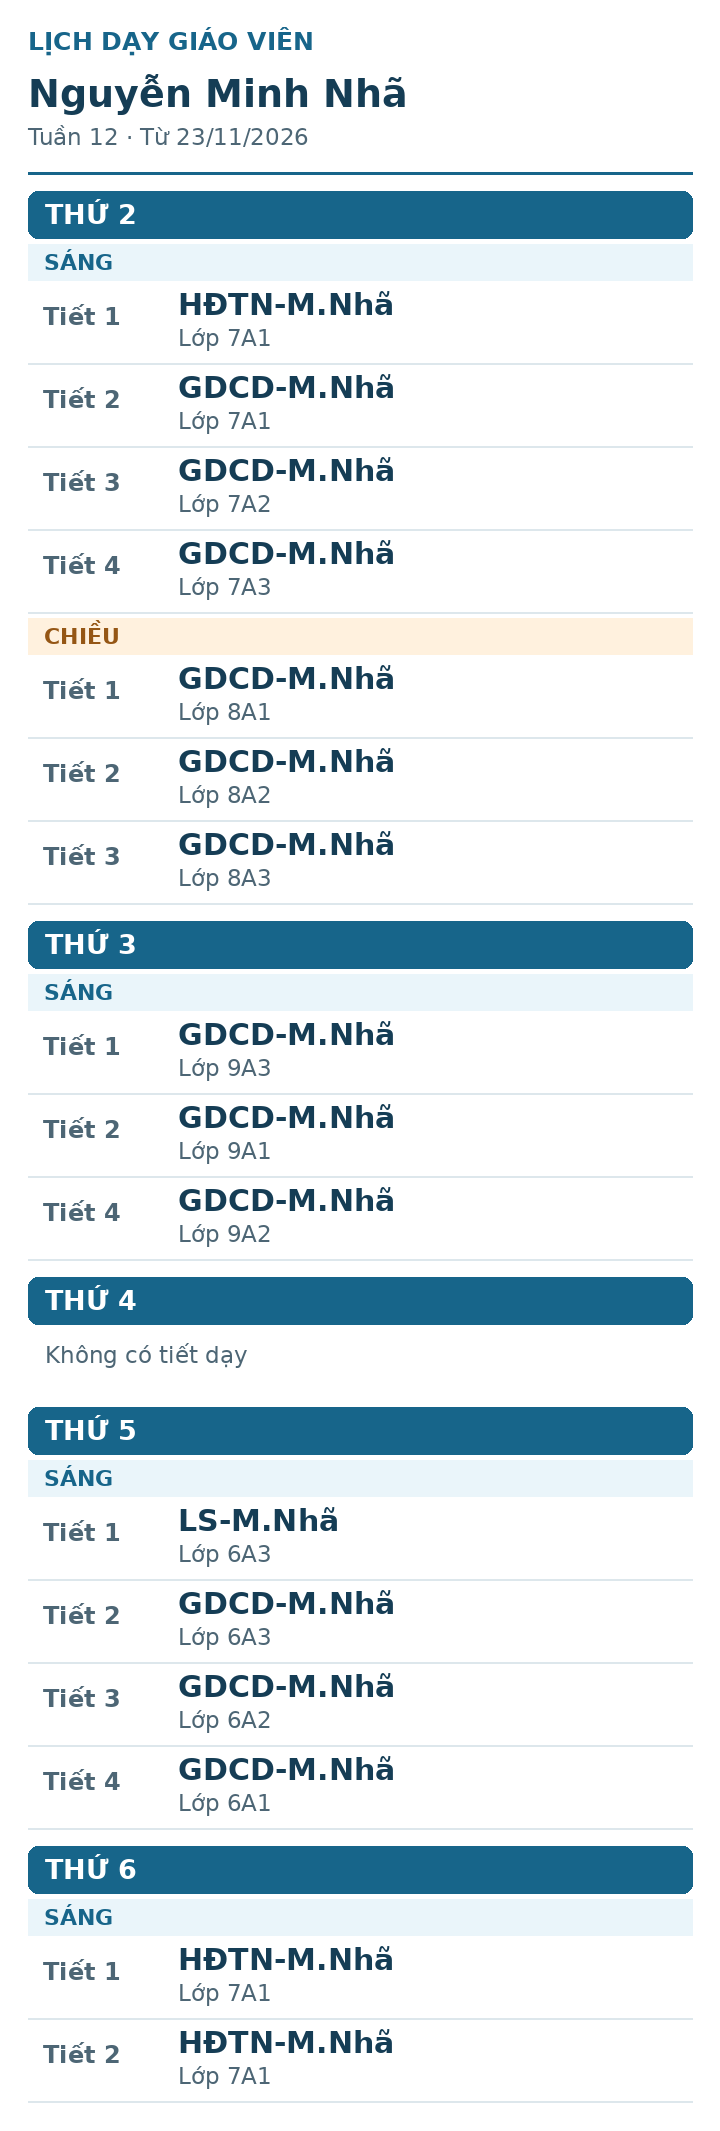 LỊCH DẠY GIÁO VIÊN
Nguyễn Minh Nhã
Tuần 12 · Từ 23/11/2026
THỨ 2
SÁNG
Tiết 1 HĐTN-M.Nhã
Lớp 7A1
Tiết 2 GDCD-M.Nhã
Lớp 7A1
Tiết 3 GDCD-M.Nhã
Lớp 7A2
Tiết 4 GDCD-M.Nhã
Lớp 7A3
CHIỀU
Tiết 1 GDCD-M.Nhã
Lớp 8A1
Tiết 2 GDCD-M.Nhã
Lớp 8A2
Tiết 3 GDCD-M.Nhã
Lớp 8A3
THỨ 3
SÁNG
Tiết 1 GDCD-M.Nhã
Lớp 9A3
Tiết 2 GDCD-M.Nhã
Lớp 9A1
Tiết 4 GDCD-M.Nhã
Lớp 9A2
THỨ 4
Không có tiết dạy
THỨ 5
SÁNG
Tiết 1 LS-M.Nhã
Lớp 6A3
Tiết 2 GDCD-M.Nhã
Lớp 6A3
Tiết 3 GDCD-M.Nhã
Lớp 6A2
Tiết 4 GDCD-M.Nhã
Lớp 6A1
THỨ 6
SÁNG
Tiết 1 HĐTN-M.Nhã
Lớp 7A1
Tiết 2 HĐTN-M.Nhã
Lớp 7A1